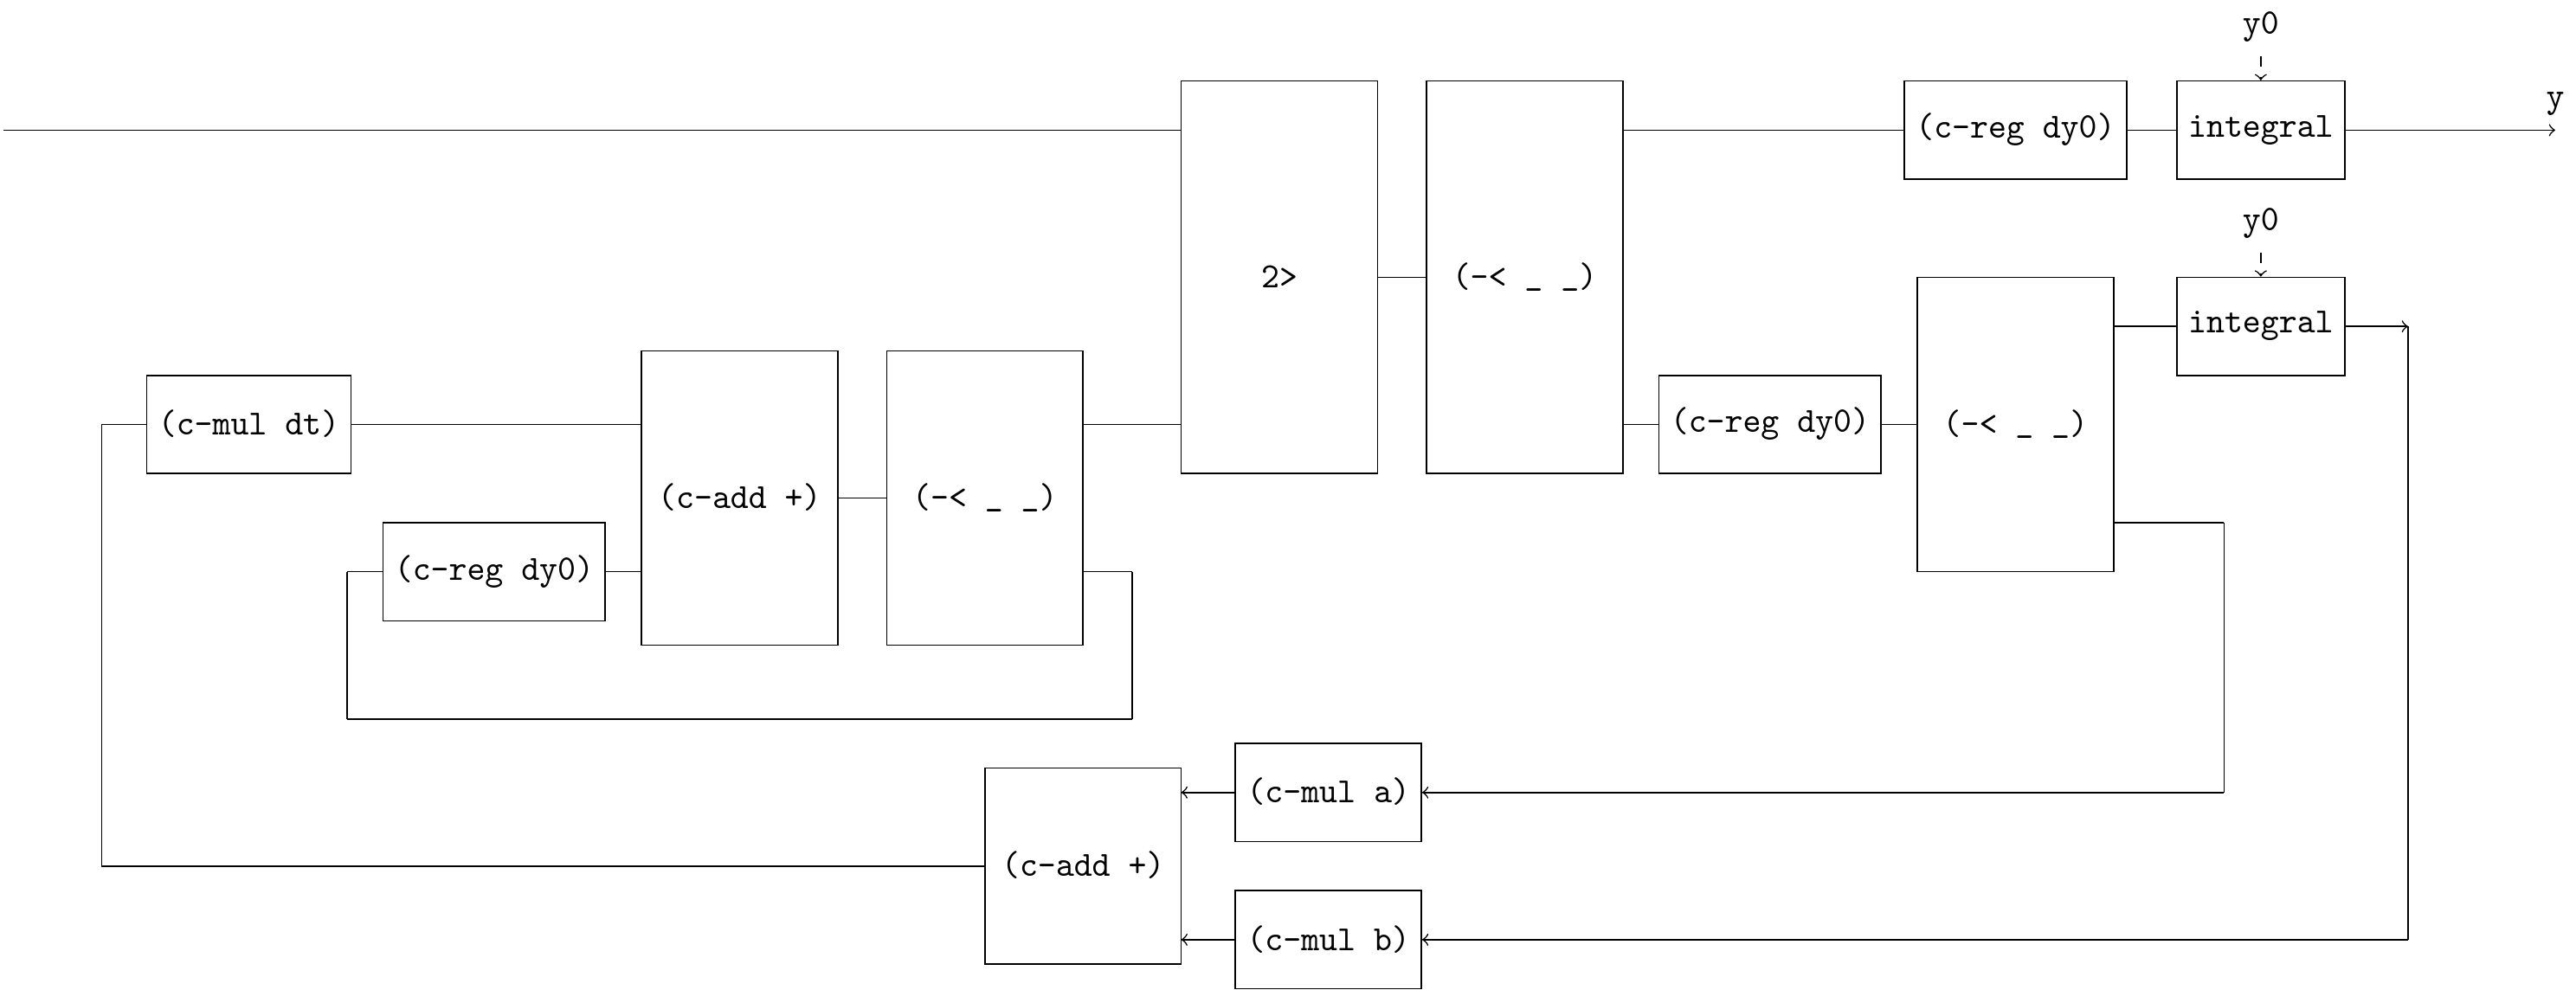 y0
y
(c-reg dy0)
integral
y0
2>
(-< _ _)
integral
(c-mul dt)
(c-reg dy0)
(-< _ _)
(c-add +)
(-< _ _)
(c-reg dy0)
(c-mul a)
(c-add +)
(c-mul b)